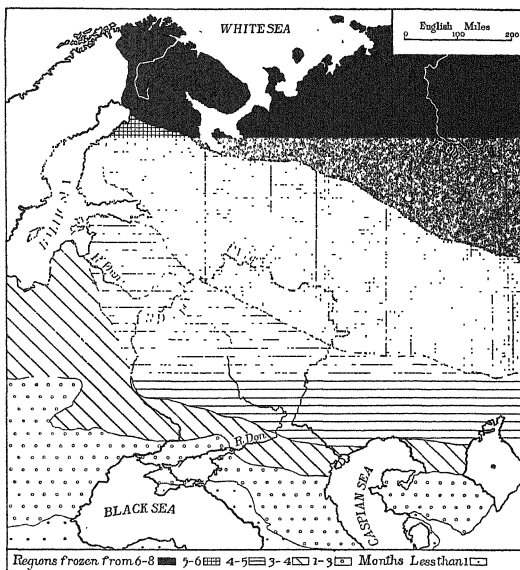 WHITE SEA
English Miles
0 100 200
R. Don
BLACK SEA
CASPIAN SEA
Regions frozen from 6-8 5-6 4-5 3-4 1-3 Months Less than 1